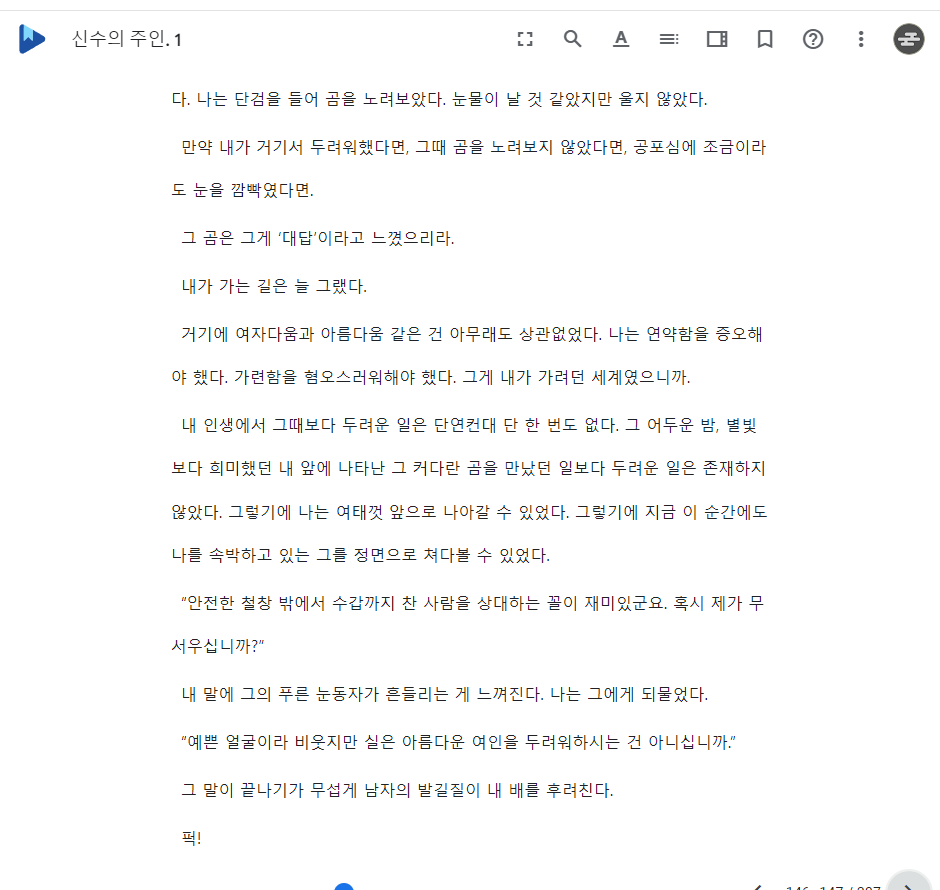 신수의 주인. 1
다. 나는 단검을 들어 곰을 노려보았다. 눈물이 날 것 같았지만 울지 않았다.
만약 내가 거기서 두려워했다면, 그때 곰을 노려보지 않았다면, 공포심에 조금이라
도 눈을 깜빡였다면.
그 곰은 그게 ‘대답’이라고 느꼈으리라.
내가 가는 길은 늘 그랬다.
거기에 여자다움과 아름다움 같은 건 아무래도 상관없었다. 나는 연약함을 증오해
야 했다. 가련함을 혐오스러워해야 했다. 그게 내가 가려던 세계였으니까.
내 인생에서 그때보다 두려운 일은 단연컨대 단 한 번도 없다. 그 어두운 밤, 별빛
보다 희미했던 내 앞에 나타난 그 커다란 곰을 만났던 일보다 두려운 일은 존재하지
않았다. 그렇기에 나는 여태껏 앞으로 나아갈 수 있었다. 그렇기에 지금 이 순간에도
나를 속박하고 있는 그를 정면으로 쳐다볼 수 있었다.
“안전한 철창 밖에서 수갑까지 찬 사람을 상대하는 꼴이 재미있군요. 혹시 제가 무
서우십니까?”
내 말에 그의 푸른 눈동자가 흔들리는 게 느껴진다. 나는 그에게 되물었다.
“예쁜 얼굴이라 비웃지만 실은 아름다운 여인을 두려워하시는 건 아니십니까.”
그 말이 끝나기가 무섭게 남자의 발길질이 내 배를 후려친다.
퍽!